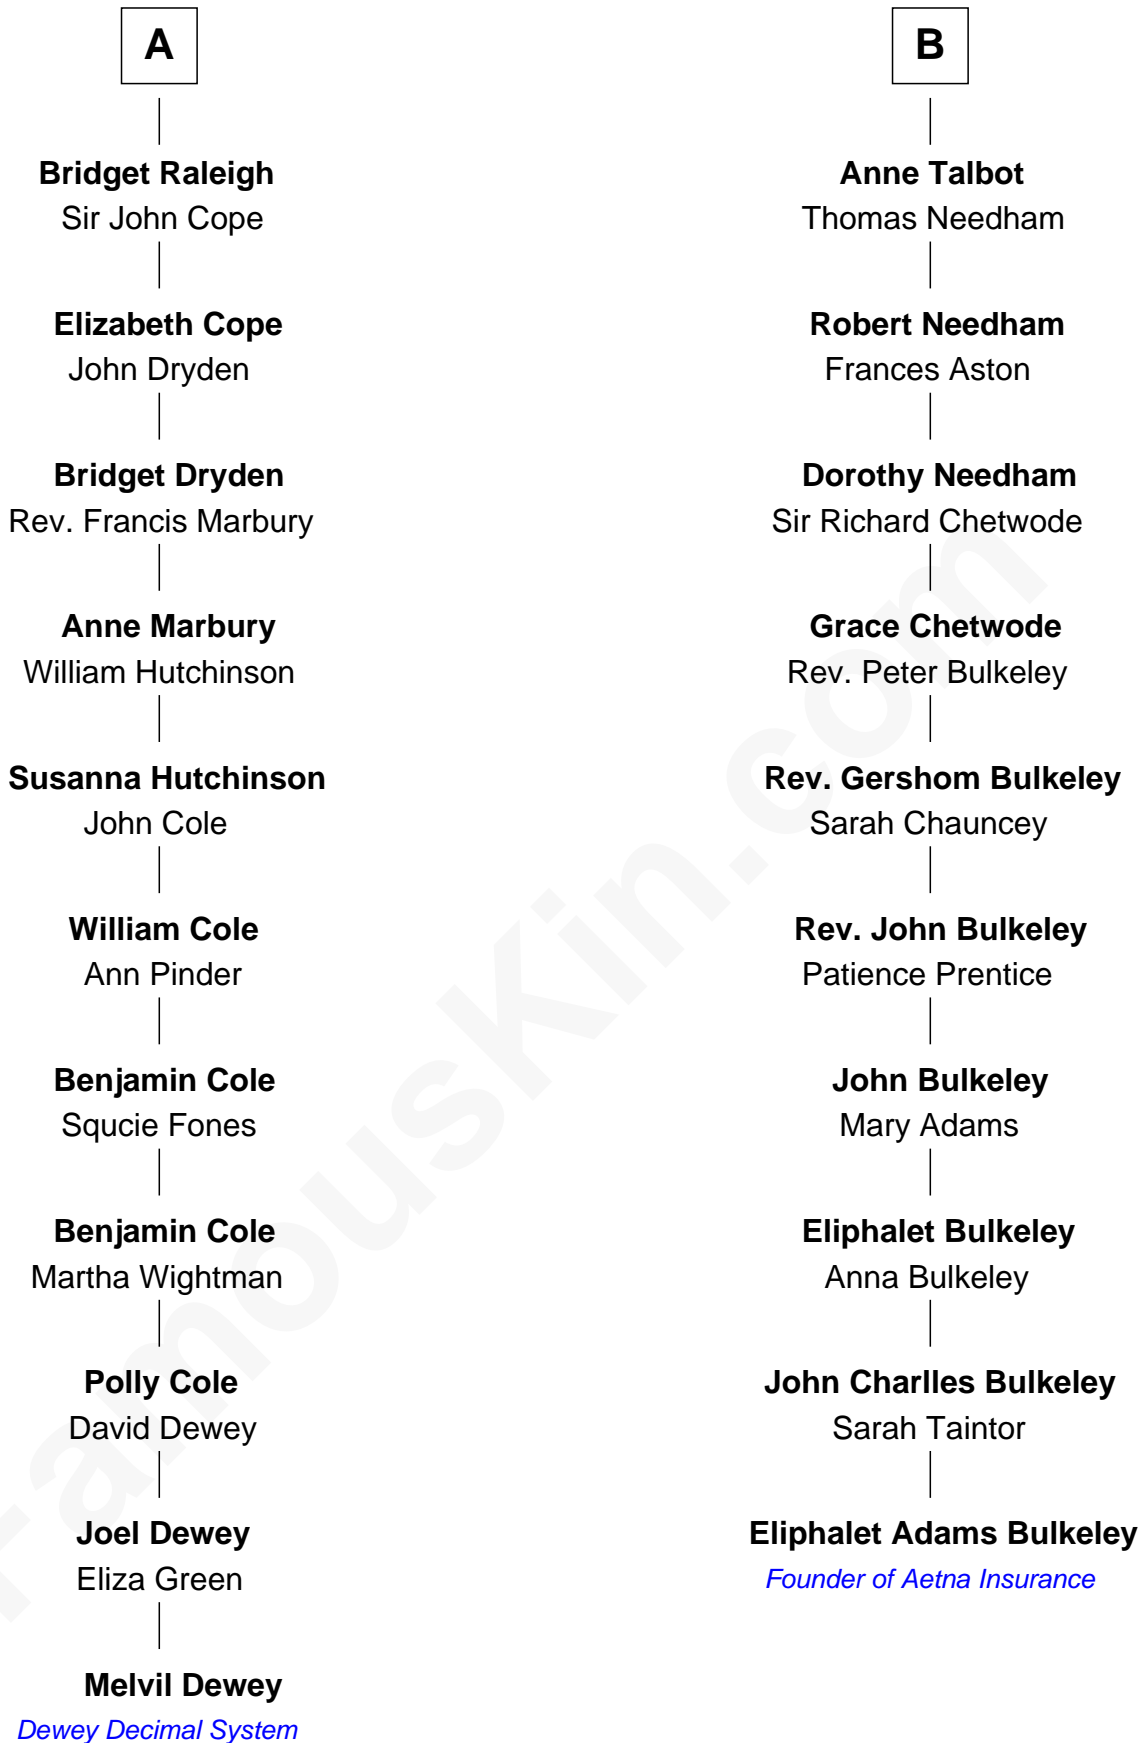 A
Bridget Raleigh
Sir John Cope
Elizabeth Cope
John Dryden
Bridget Dryden
Rev. Francis Marbury
Anne Marbury
William Hutchinson
Susanna Hutchinson
John Cole
William Cole
Ann Pinder
Benjamin Cole
Squcie Fones
Benjamin Cole
Martha Wightman
Polly Cole
David Dewey
Joel Dewey
Eliza Green
Melvil Dewey
Dewey Decimal System
B
Anne Talbot
Thomas Needham
Robert Needham
Frances Aston
Dorothy Needham
Sir Richard Chetwode
Grace Chetwode
Rev. Peter Bulkeley
Rev. Gershom Bulkeley
Sarah Chauncey
Rev. John Bulkeley
Patience Prentice
John Bulkeley
Mary Adams
Eliphalet Bulkeley
Anna Bulkeley
John Charlles Bulkeley
Sarah Taintor
Eliphalet Adams Bulkeley
Founder of Aetna Insurance
FamousKin.com